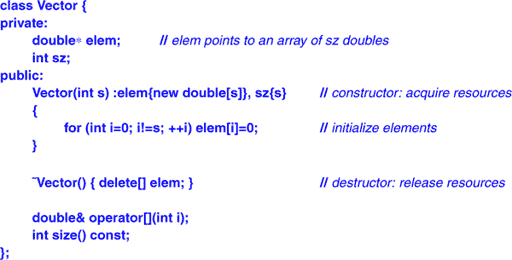 class Vector {
private:
double* elem; // elem points to an array of sz doubles
int sz;
public:
Vector(int s) :elem{new double[s]}, sz{s} // constructor: acquire resources
{
for (int i=0; i!=s; ++i) elem[i]=0; // initialize elements
}
~Vector() { delete[] elem; } // destructor: release resources
double& operator[](int i);
int size() const;
};